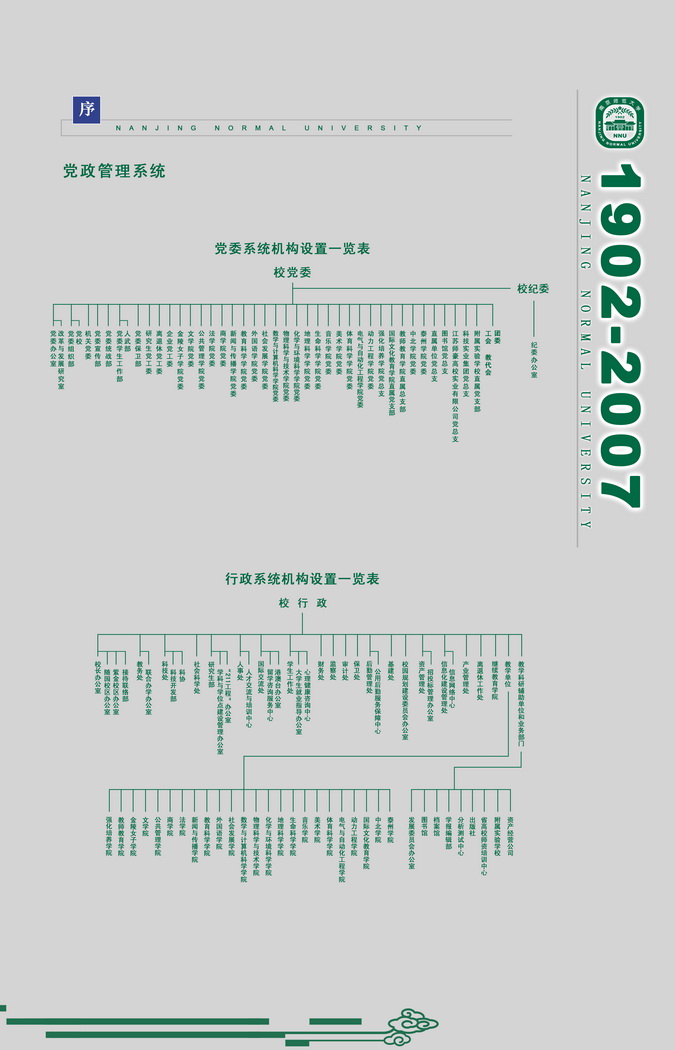 序
NANJING NORMAL UNIVERSITY
党政管理系统
1902
NNU
NANJING NORMAL UNIVERSITY
1902-2007
NANJING NORMAL UNIVERSITY
党委系统机构设置一览表
校党委
校纪委
纪委办公室
党委办公室
改革与发展研究室
党委组织部
党校
机关党委
党委宣传部
党委统战部
党委学生工作部
人武部
党委保卫部
研究生党工委
离退休党工委
企业党工委
金陵女子学院党委
文学院党委
公共管理学院党委
法学院党委
商学院党委
新闻与传播学院党委
教育科学学院党委
外国语学院党委
社会发展学院党委
数学与计算机科学学院党委
物理科学与技术学院党委
化学与环境科学学院党委
地理科学学院党委
生命科学学院党委
音乐学院党委
美术学院党委
体育科学学院党委
电气与自动化工程学院党委
动力工程学院党委
强化培养学院党总支
国际文化教育学院直属党支部
教师教育学院直属党总支部
中北学院党委
泰州学院党委
直属单位党总支
图书馆党总支
江苏师豪高校实业有限公司党总支
科技实业集团党总支
附属实验学校直属党支部
工会 教代会
团委
行政系统机构设置一览表
校 行 政
校长办公室
随园校区办公室
紫金校区办公室
接待联络部
教务处
联合办学办公室
科技处
科技开发部
科协
社会科学处
研究生部
学科与学位点建设管理办公室
“211工程”办公室
人事处
人才交流与培训中心
国际交流处
留学咨询服务中心
港澳台办公室
学生工作处
大学生就业指导办公室
心理健康咨询中心
财务处
监察处
审计处
保卫处
后勤管理处
公用后勤服务保障中心
基建处
校园规划建设委员会办公室
资产管理处
招投标管理办公室
信息化建设管理处
信息网络中心
产业管理处
离退休工作处
继续教育学院
教学单位
教学科研辅助单位和业务部门
强化培养学院
教师教育学院
金陵女子学院
文学院
公共管理学院
商学院
法学院
新闻与传播学院
教育科学学院
外国语学院
社会发展学院
数学与计算机科学学院
物理科学与技术学院
化学与环境科学学院
地理科学学院
生命科学学院
音乐学院
美术学院
体育科学学院
电气与自动化工程学院
动力工程学院
国际文化教育学院
中北学院
泰州学院
发展委员会办公室
图书馆
档案馆
学报编辑部
分析测试中心
出版社
省高校师资培训中心
附属实验学校
资产经营公司